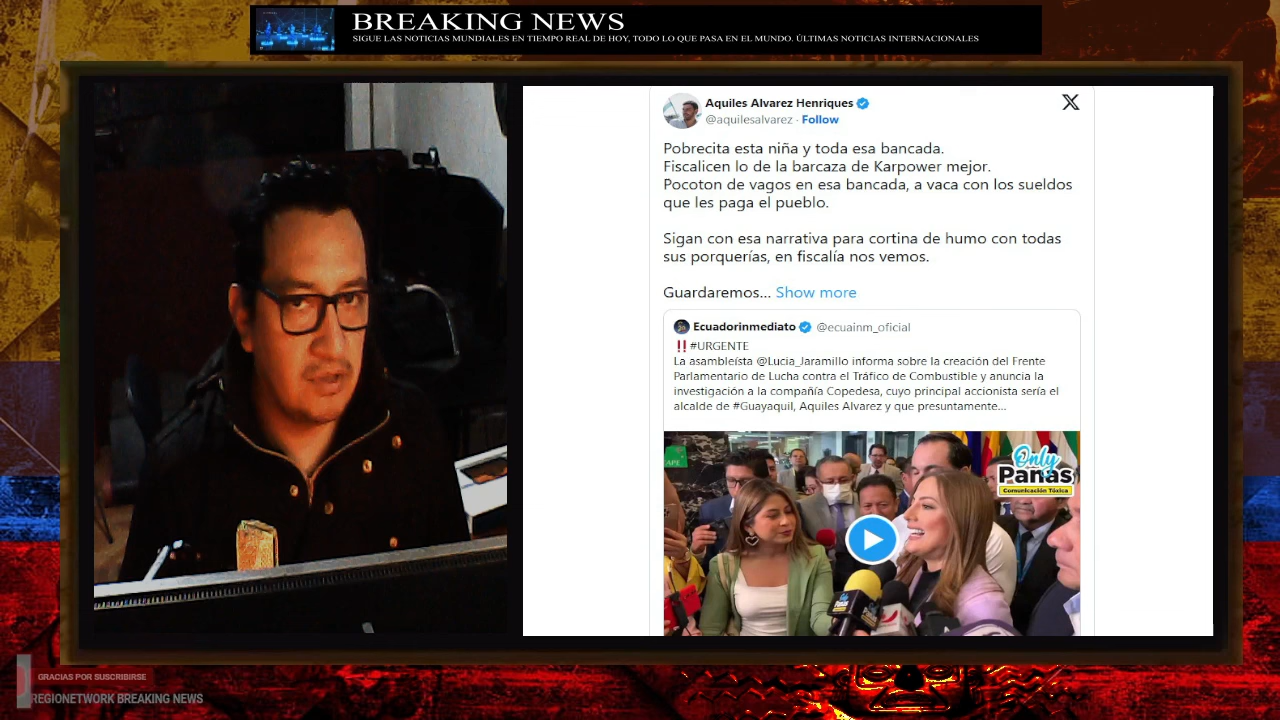 BREAKING NEWS
SIGUE LAS NOTICIAS MUNDIALES EN TIEMPO REAL DE HOY, TODO LO QUE PASA EN EL MUNDO. ÚLTIMAS NOTICIAS INTERNACIONALES
Aquiles Alvarez Henriques
@aquilesalvarez · Follow
Pobrecita esta niña y toda esa bancada.
Fiscalicen lo de la barcaza de Karpower mejor.
Pocoton de vagos en esa bancada, a vaca con los sueldos
que les paga el pueblo.
Sigan con esa narrativa para cortina de humo con todas
sus porquerías, en fiscalía nos vemos.
Guardaremos... Show more
Ecuadorinmediato @ecuainm_oficial
‼️#URGENTE
La asambleísta @Lucia_Jaramillo informa sobre la creación del Frente
Parlamentario de Lucha contra el Tráfico de Combustible y anuncia la
investigación a la compañía Copedesa, cuyo principal accionista sería el
alcalde de #Guayaquil, Aquiles Alvarez y que presuntamente...
Only
Panas
Comunicación Tóxica
GRACIAS POR SUSCRIBIRSE
REGIONETWORK BREAKING NEWS